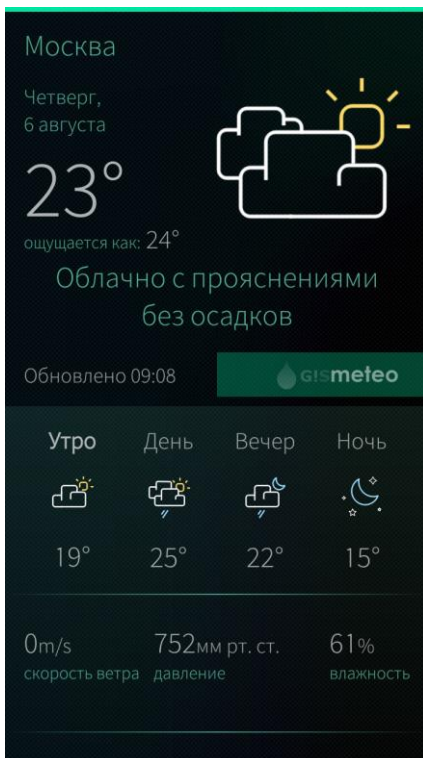 Москва
Четверг,
6 августа
23°
ощущается как: 24°
Облачно с прояснениями
без осадков
Обновлено 09:08
GISmeteo
Утро День Вечер Ночь
19° 25° 22° 15°
0m/s 752мм рт. ст. 61%
скорость ветра давление влажность